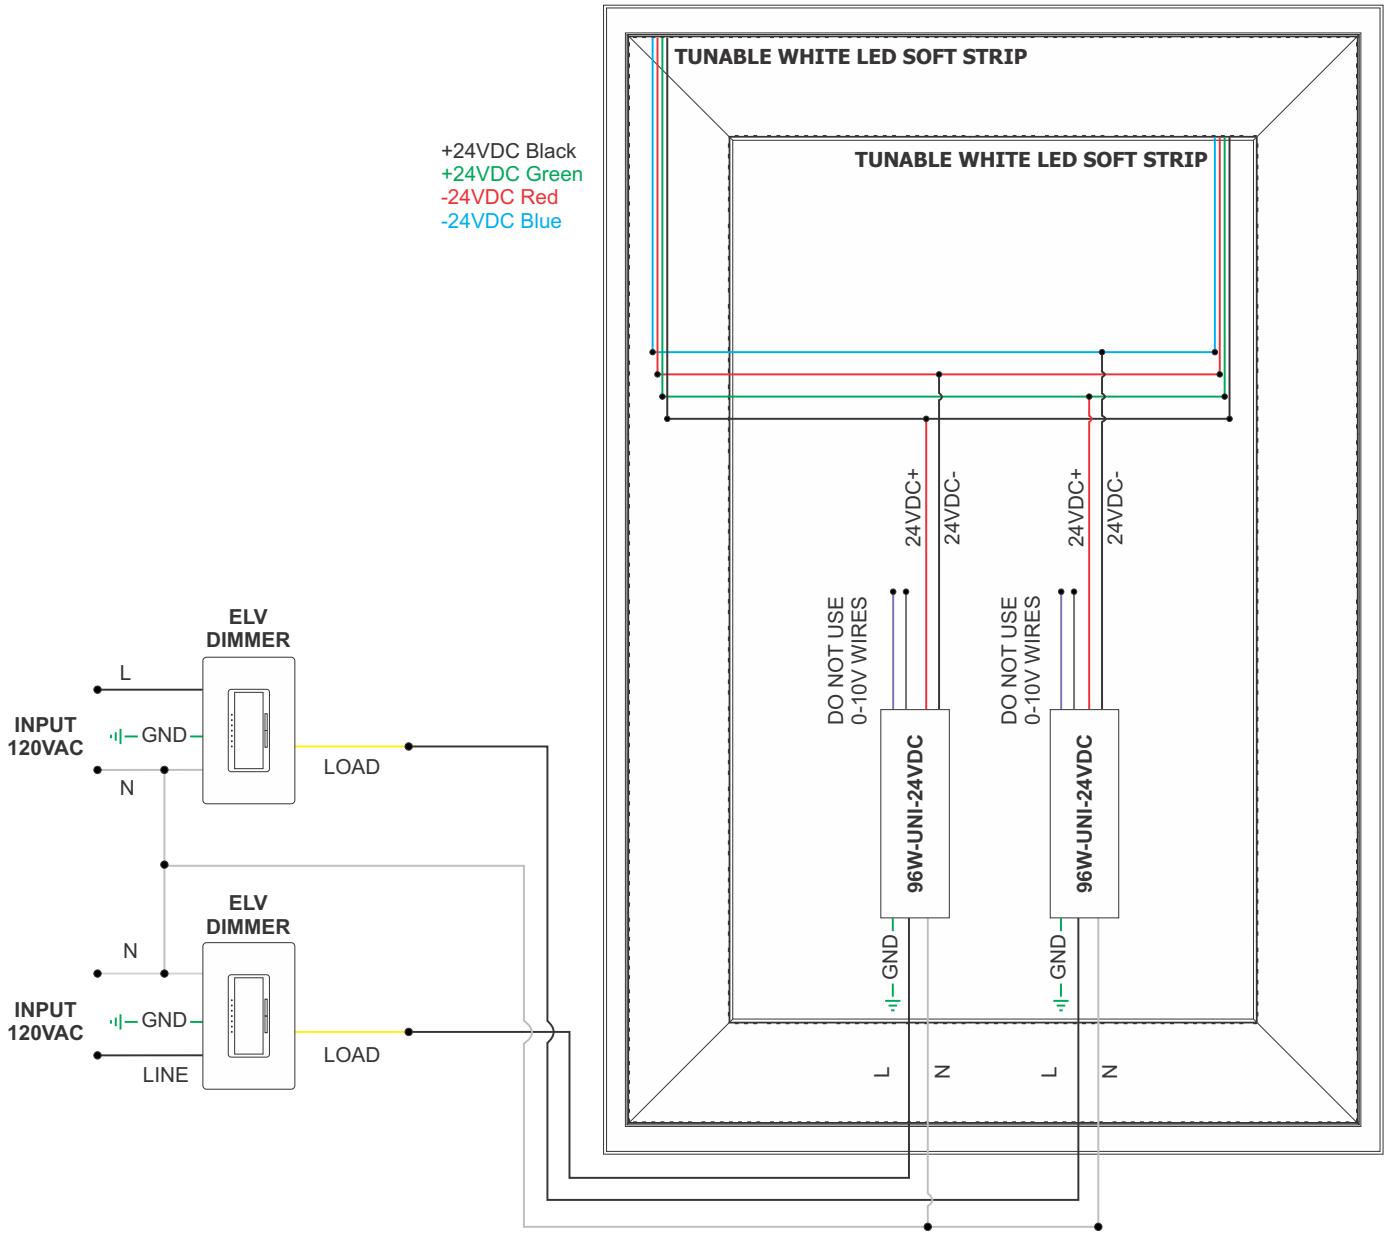 TUNABLE WHITE LED SOFT STRIP
+24VDC Black
+24VDC Green
-24VDC Red
-24VDC Blue
TUNABLE WHITE LED SOFT STRIP
24VDC+
24VDC-
24VDC+
24VDC-
DO NOT USE
0-10V WIRES
DO NOT USE
0-10V WIRES
ELV
DIMMER
L
INPUT
120VAC
GND
N
LOAD
96W-UNI-24VDC
96W-UNI-24VDC
ELV
DIMMER
N
INPUT
120VAC
GND
LINE
LOAD
GND
GND
L
N
L
N